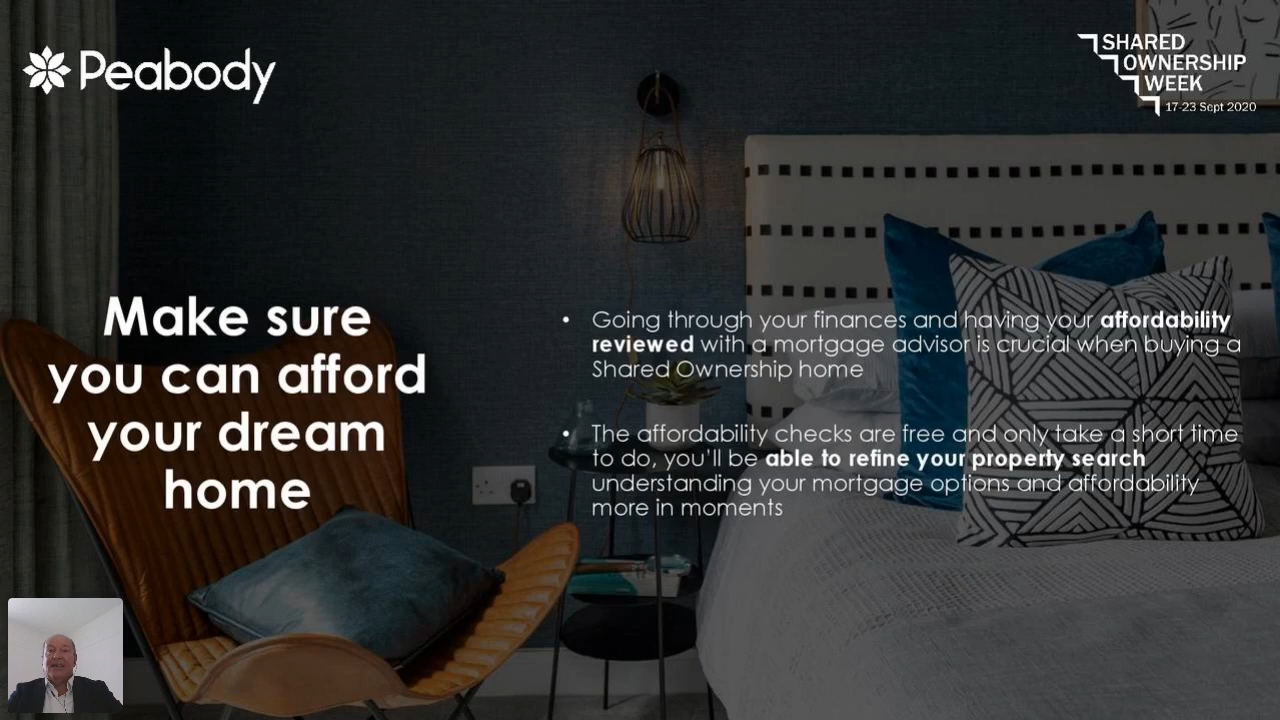 Peabody
SHARED
OWNERSHIP
WEEK
17-23 Sept 2020
Make sure
you can afford
your dream
home
• Going through your finances and having your affordability
reviewed with a mortgage advisor is crucial when buying a
Shared Ownership home
• The affordability checks are free and only take a short time
to do, you'll be able to refine your property search
understanding your mortgage options and affordability
more in moments